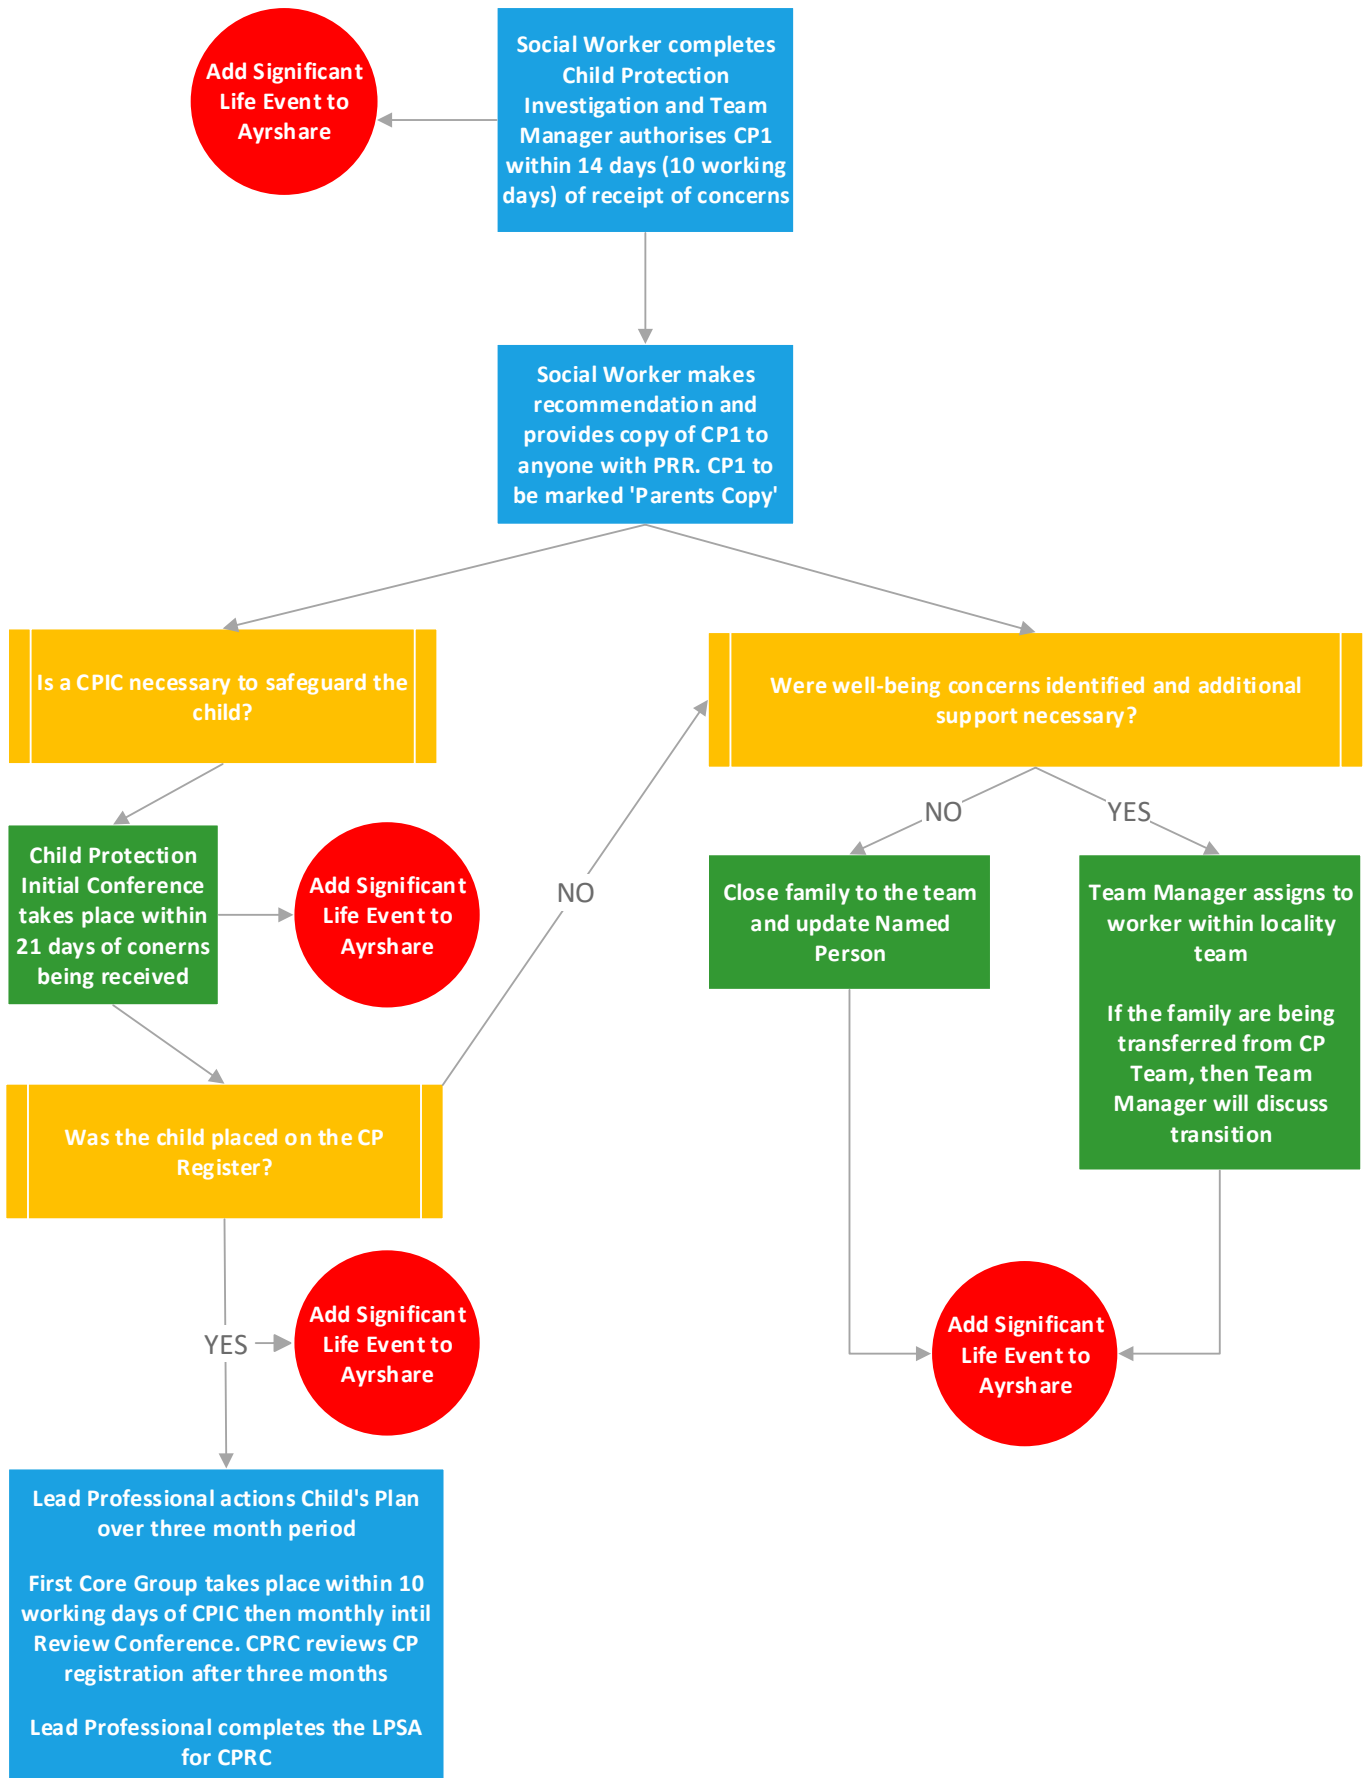 Add Significant
Life Event to
Ayrshare
Social Worker completes
Child Protection
Investigation and Team
Manager authorises CP1
within 14 days (10 working
days) of receipt of concerns
Social Worker makes
recommendation and
provides copy of CP1 to
anyone with PRR. CP1 to
be marked 'Parents Copy'
Is a CPIC necessary to safeguard the
child?
Were well-being concerns identified and additional
support necessary?
NO
YES
Child Protection
Initial Conference
takes place within
21 days of conerns
being received
Add Significant
Life Event to
Ayrshare
NO
Close family to the team
and update Named
Person
Team Manager assigns to
worker within locality
team
If the family are being
transferred from CP
Team, then Team
Manager will discuss
transition
Was the child placed on the CP
Register?
YES
Add Significant
Life Event to
Ayrshare
Add Significant
Life Event to
Ayrshare
Lead Professional actions Child's Plan
over three month period
First Core Group takes place within 10
working days of CPIC then monthly intil
Review Conference. CPRC reviews CP
registration after three months
Lead Professional completes the LPSA
for CPRC